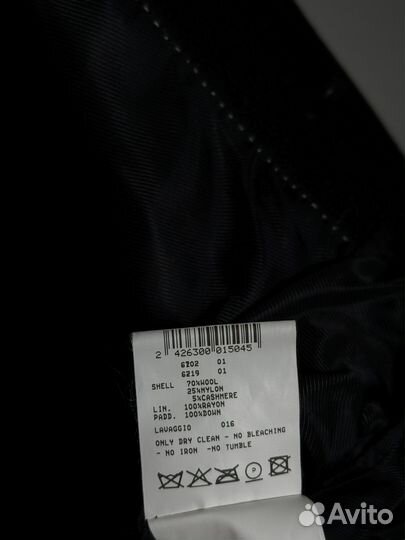 2 426300 015045
6202 01
6219 01
SHELL 70%WOOL
25%NYLON
5%CASHMERE
LIN. 100%RAYON
PADD. 100%DOWN
LAVAGGIO 016
ONLY DRY CLEAN - NO BLEACHING
- NO IRON -NO TUMBLE
Avito